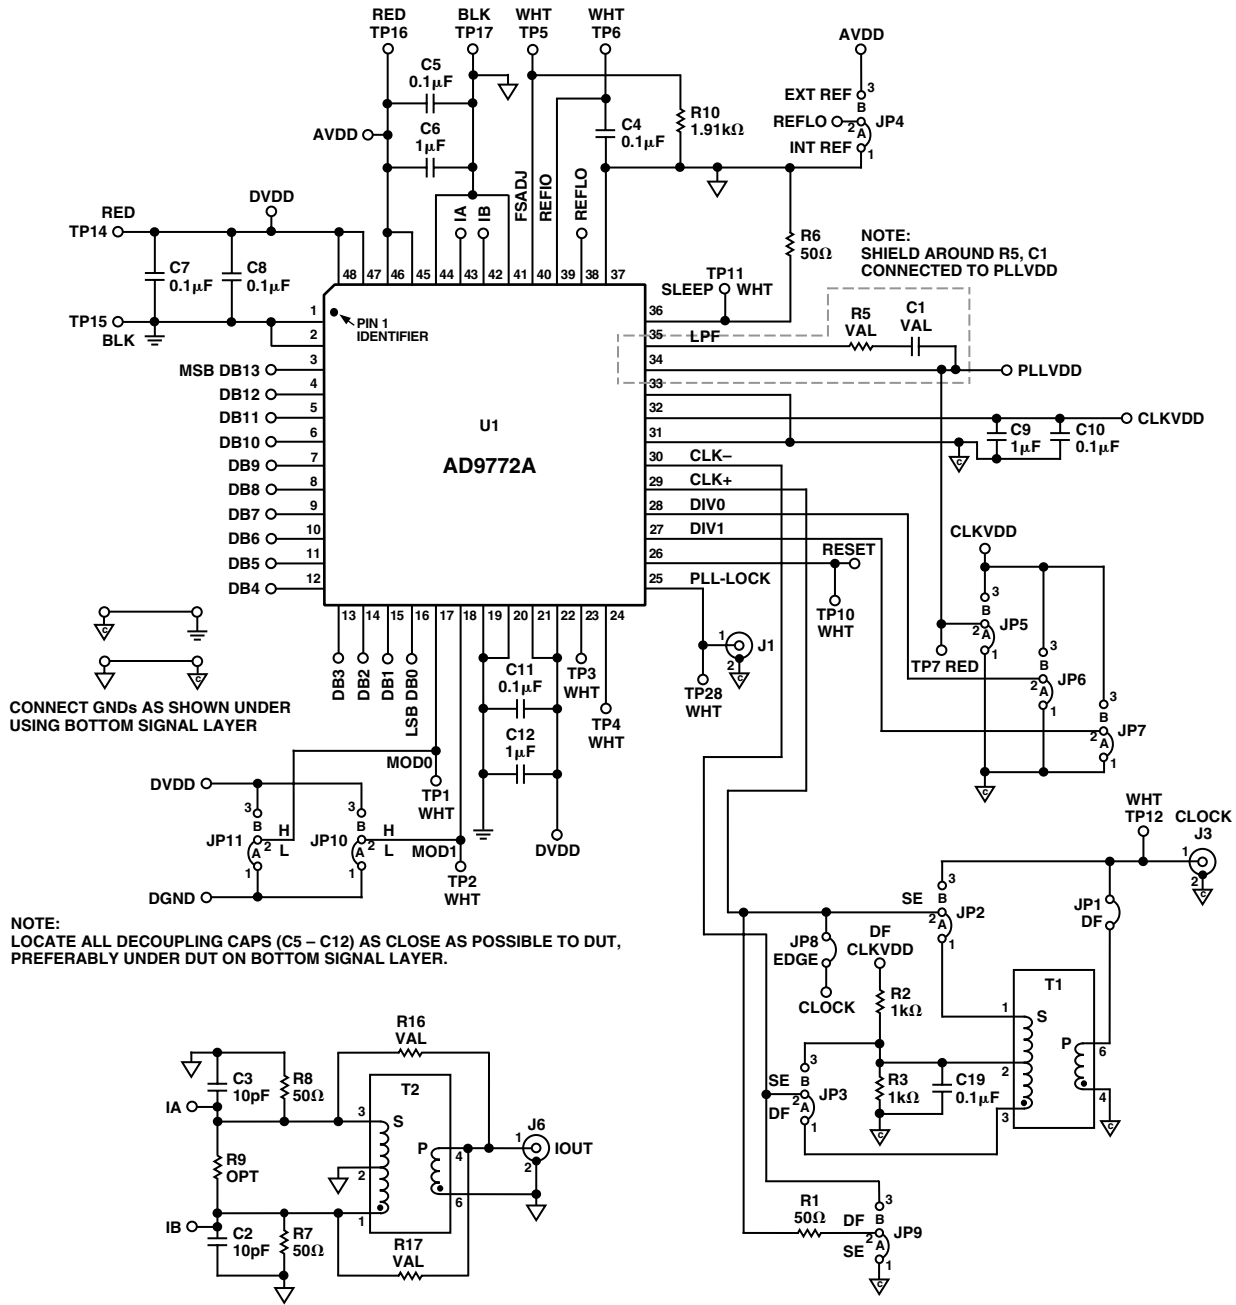 RED
TP16
BLK
TP17
WHT
TP5
WHT
TP6
AVDD
C5
0.1µF
C6
1µF
AVDD
C4
0.1µF
R10
1.91kΩ
EXT REF
3
B
REFLO
2
A
JP4
INT REF
1
FSADJ
REFIO
IA
IB
REFLO
RED
TP14
DVDD
C7
0.1µF
C8
0.1µF
TP15
BLK
R6
50Ω
NOTE:
SHIELD AROUND R5, C1
CONNECTED TO PLLVDD
TP11
SLEEP
WHT
48 47 46 45 44 43 42 41 40 39 38 37
PIN 1
IDENTIFIER
1
2
3
4
5
6
7
8
9
10
11
12
MSB DB13
DB12
DB11
DB10
DB9
DB8
DB7
DB6
DB5
DB4
U1
AD9772A
36
35
34
33
32
31
30
29
28
27
26
25
LPF
R5
VAL
C1
VAL
PLLVDD
CLKVDD
C9
1µF
C10
0.1µF
C
CLK–
CLK+
DIV0
DIV1
RESET
PLL-LOCK
TP10
WHT
13 14 15 16 17 18 19 20 21 22 23 24
DB3
DB2
DB1
LSB DB0
C11
0.1µF
C12
1µF
TP3
WHT
TP4
WHT
1
J1
2
C
TP28
WHT
CLKVDD
3
B
2
A
JP5
1
TP7 RED
3
B
2
A
JP6
1
3
B
2
A
JP7
1
C
C
C
CONNECT GNDs AS SHOWN UNDER
USING BOTTOM SIGNAL LAYER
MOD0
TP1
WHT
DVDD
3
B
JP11
2
A
H
L
1
3
B
JP10
2
A
H
L
1
MOD1
TP2
WHT
DVDD
DGND
NOTE:
LOCATE ALL DECOUPLING CAPS (C5 – C12) AS CLOSE AS POSSIBLE TO DUT,
PREFERABLY UNDER DUT ON BOTTOM SIGNAL LAYER.
WHT
TP12
CLOCK
J3
1
2
C
SE
3
B
2
A
JP2
1
JP1
DF
JP8
EDGE
CLOCK
DF
CLKVDD
R2
1kΩ
R3
1kΩ
C19
0.1µF
C
SE
3
B
2
A
JP3
DF
1
T1
1
S
2
3
P
6
4
C
R1
50Ω
DF
3
B
2
A
JP9
SE
1
C
R16
VAL
C3
10pF
R8
50Ω
IA
R9
OPT
IB
C2
10pF
R7
50Ω
T2
3
S
2
1
P
4
6
R17
VAL
J6
1
2
IOUT